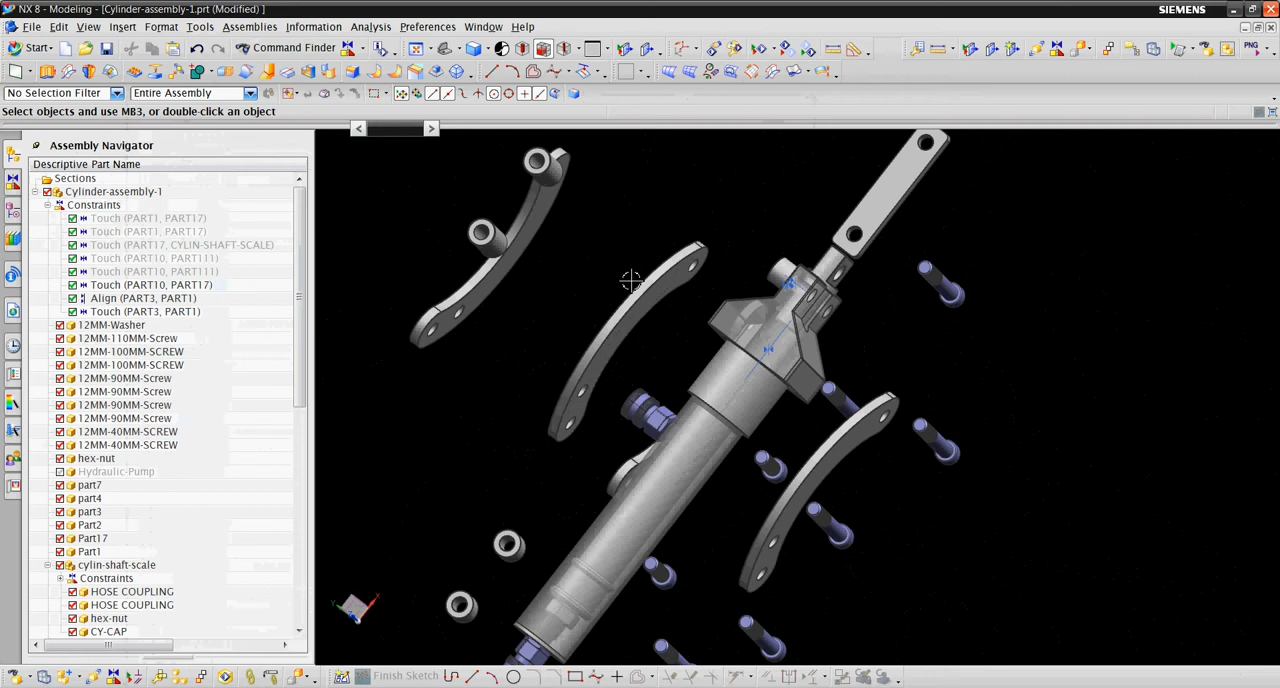 NX 8 - Modeling - [Cylinder-assembly-1.prt (Modified) ]
SIEMENS
File Edit View Insert Format Tools Assemblies Information Analysis Preferences Window Help
Start Command Finder PNG
No Selection Filter Entire Assembly
Select objects and use MB3, or double-click an object
Assembly Navigator
Descriptive Part Name
Sections
Cylinder-assembly-1
Constraints
Touch (PART1, PART17)
Touch (PART1, PART17)
Touch (PART17, CYLIN-SHAFT-SCALE)
Touch (PART10, PART111)
Touch (PART10, PART111)
Touch (PART10, PART17)
Align (PART3, PART1)
Touch (PART3, PART1)
12MM-Washer
12MM-110MM-Screw
12MM-100MM-SCREW
12MM-100MM-SCREW
12MM-90MM-Screw
12MM-90MM-Screw
12MM-90MM-Screw
12MM-90MM-Screw
12MM-40MM-SCREW
12MM-40MM-SCREW
hex-nut
Hydraulic-Pump
part7
part4
part3
Part2
Part17
Part1
cylin-shaft-scale
Constraints
HOSE COUPLING
HOSE COUPLING
hex-nut
CY-CAP
Y X
Finish Sketch